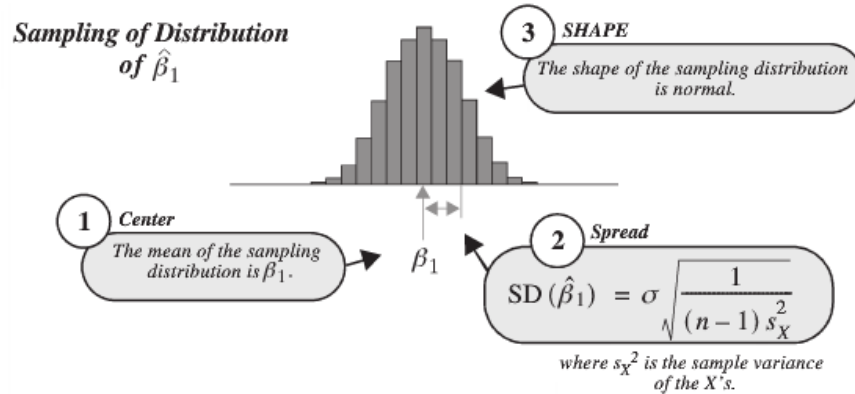 Sampling of Distribution
of β̂₁
3 SHAPE
The shape of the sampling distribution
is normal.
1 Center
The mean of the sampling
distribution is β₁.
β₁
2 Spread
SD (β̂₁) = σ √(1 / ((n − 1) s_X²))
where s_X² is the sample variance
of the X's.